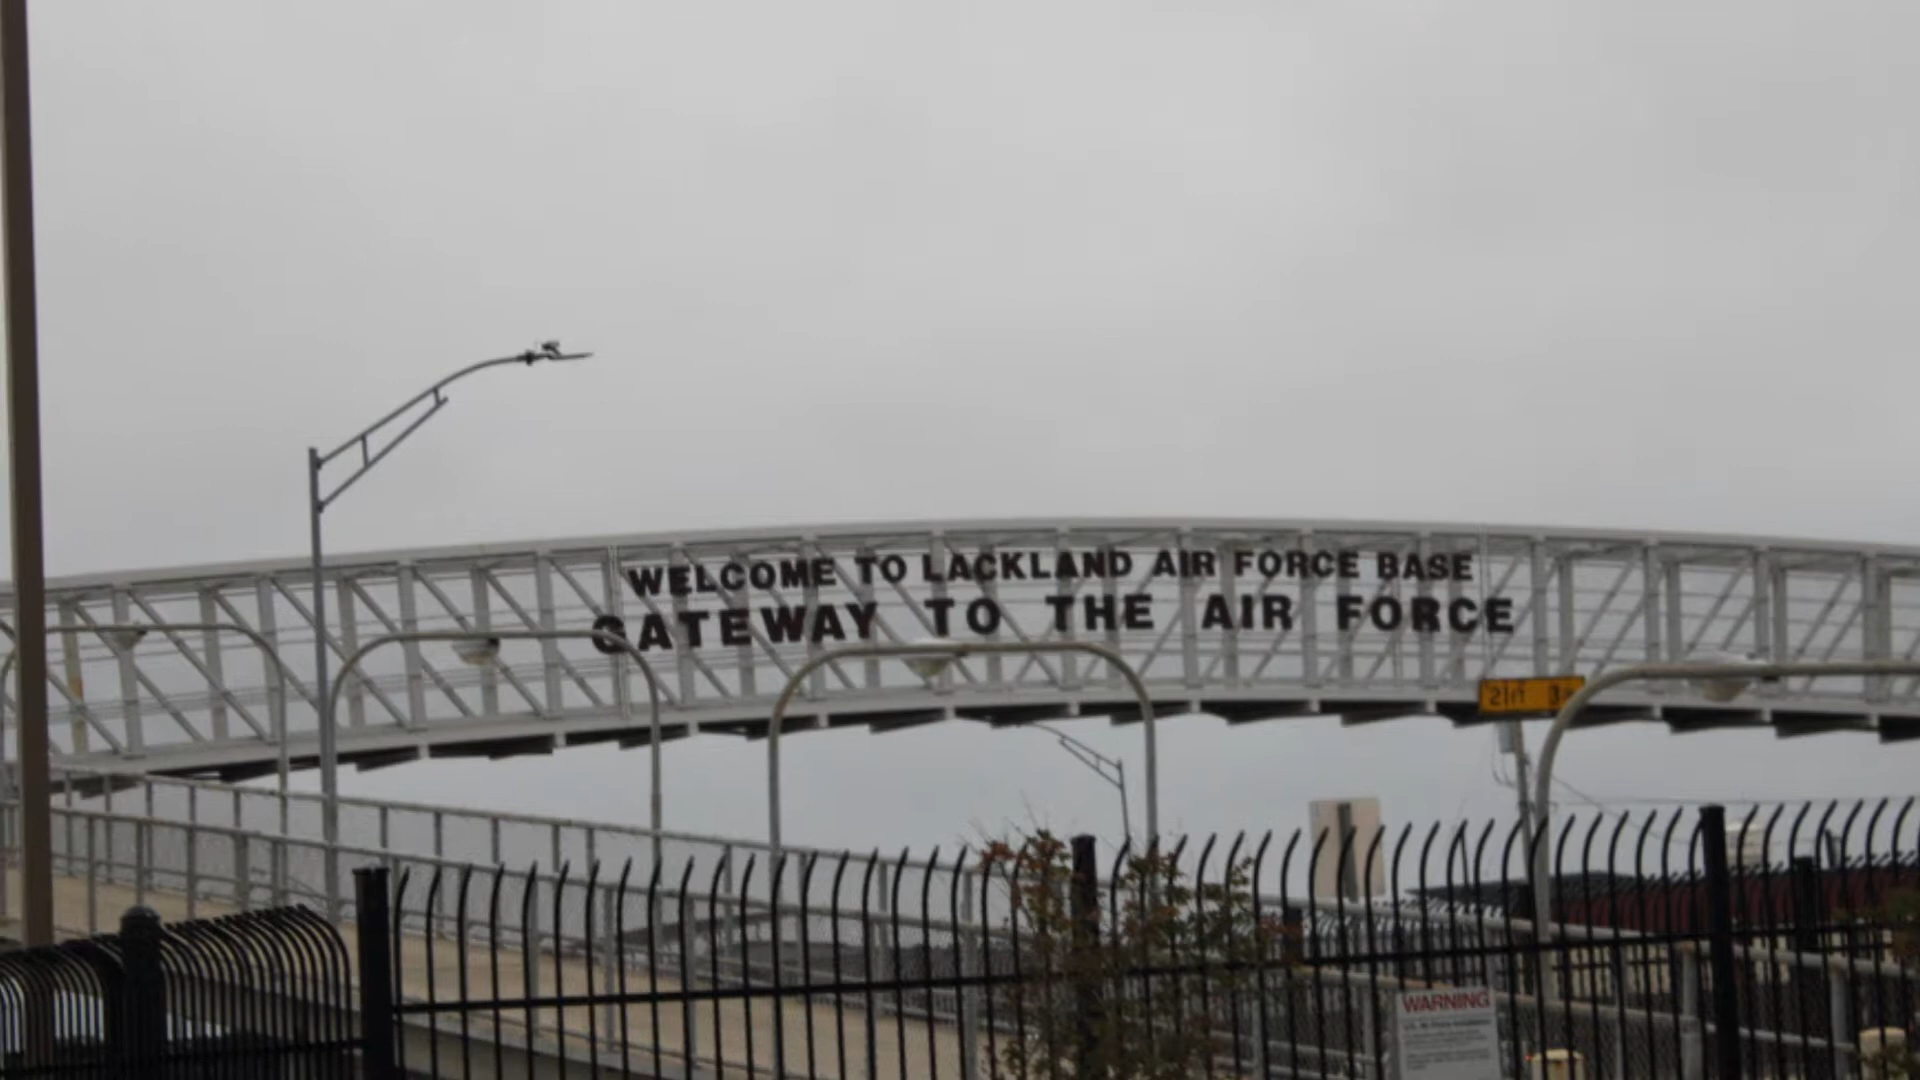 WELCOME TO LACKLAND AIR FORCE BASE
GATEWAY TO THE AIR FORCE
WARNING